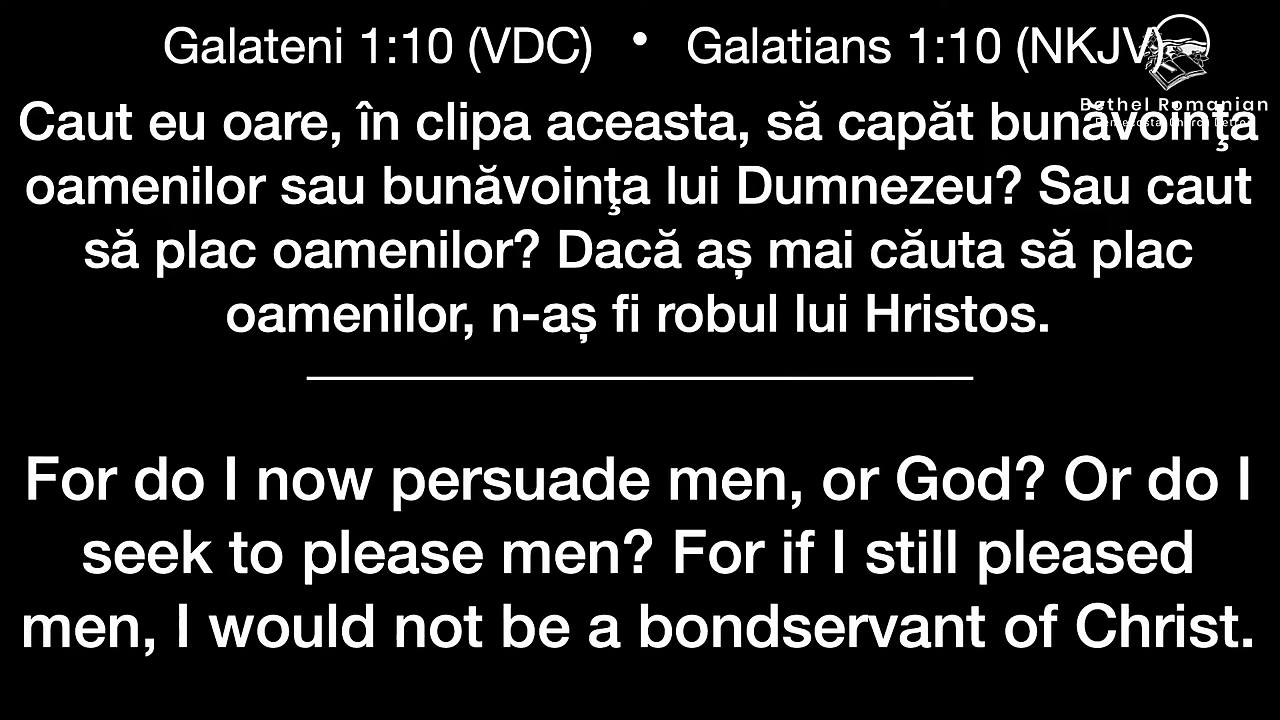 Galateni 1:10 (VDC) • Galatians 1:10 (NKJV)
Bethel Romanian
Caut eu oare, în clipa aceasta, să capăt bunăvoinţa
oamenilor sau bunăvoinţa lui Dumnezeu? Sau caut
să plac oamenilor? Dacă aș mai căuta să plac
oamenilor, n-aș fi robul lui Hristos.
For do I now persuade men, or God? Or do I
seek to please men? For if I still pleased
men, I would not be a bondservant of Christ.